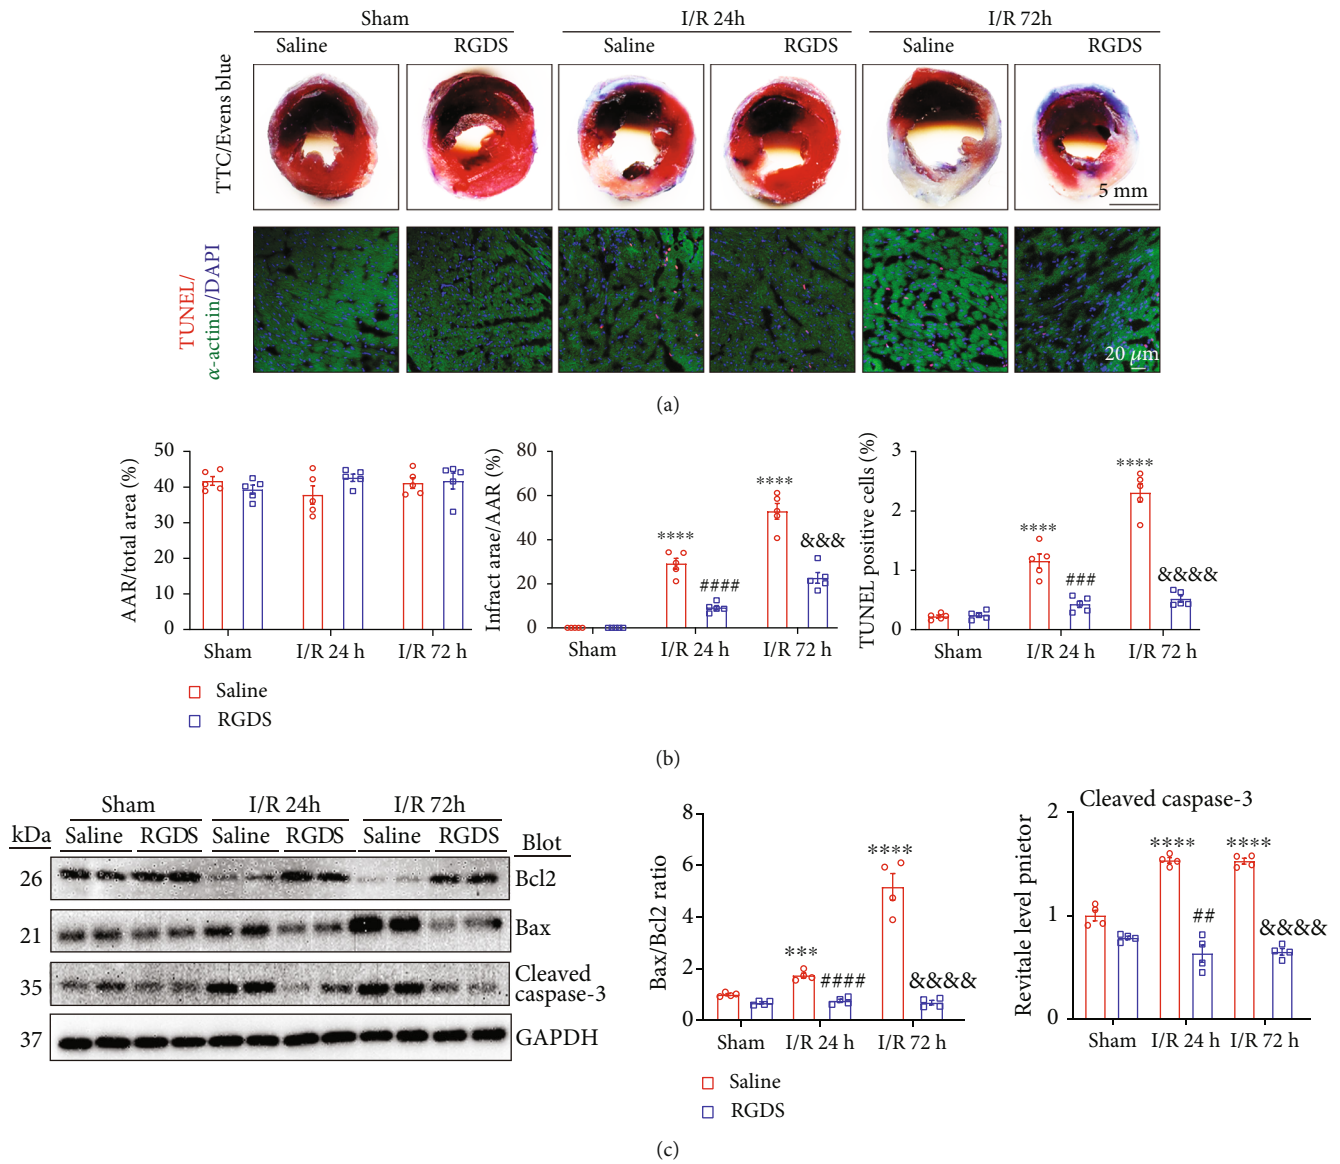 Sham I/R 24h I/R 72h
Saline RGDS Saline RGDS Saline RGDS
TTC/Evens blue
5 mm
TUNEL/
α-actinin/DAPI
20 μm
(a)
AAR/total area (%)
50
40
30
20
10
0
Sham I/R 24 h I/R 72 h
Infract arae/AAR (%)
80
60
40
20
0
****
####
****
&&&
Sham I/R 24 h I/R 72 h
TUNEL positive cells (%)
3
2
1
0
****
###
****
&&&&
Sham I/R 24 h I/R 72 h
Saline
RGDS
(b)
Sham I/R 24h I/R 72h
kDa Saline RGDS Saline RGDS Saline RGDS Blot
26 Bcl2
21 Bax
35 Cleaved
caspase-3
37 GAPDH
Bax/Bcl2 ratio
8
6
4
2
0
***
####
****
&&&&
Sham I/R 24 h I/R 72 h
Saline
RGDS
Cleaved caspase-3
Revitale level pnietor
2
1
0
****
##
****
&&&&
Sham I/R 24 h I/R 72 h
(c)